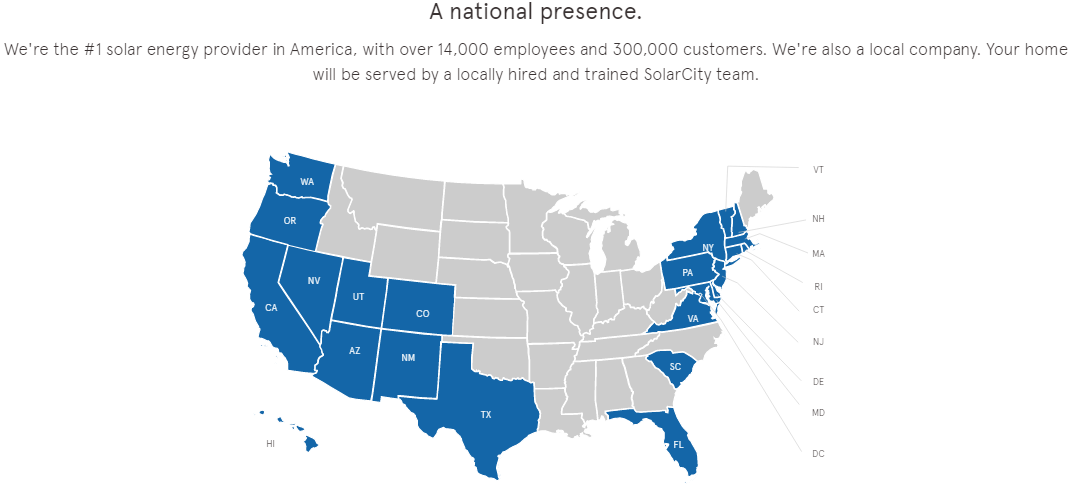 A national presence.
We're the #1 solar energy provider in America, with over 14,000 employees and 300,000 customers. We're also a local company. Your home
will be served by a locally hired and trained SolarCity team.
VT
WA
OR
NH
NY
MA
PA
NV
RI
UT
CA
CO
CT
VA
NJ
AZ
NM
SC
DE
TX
MD
HI
FL
DC